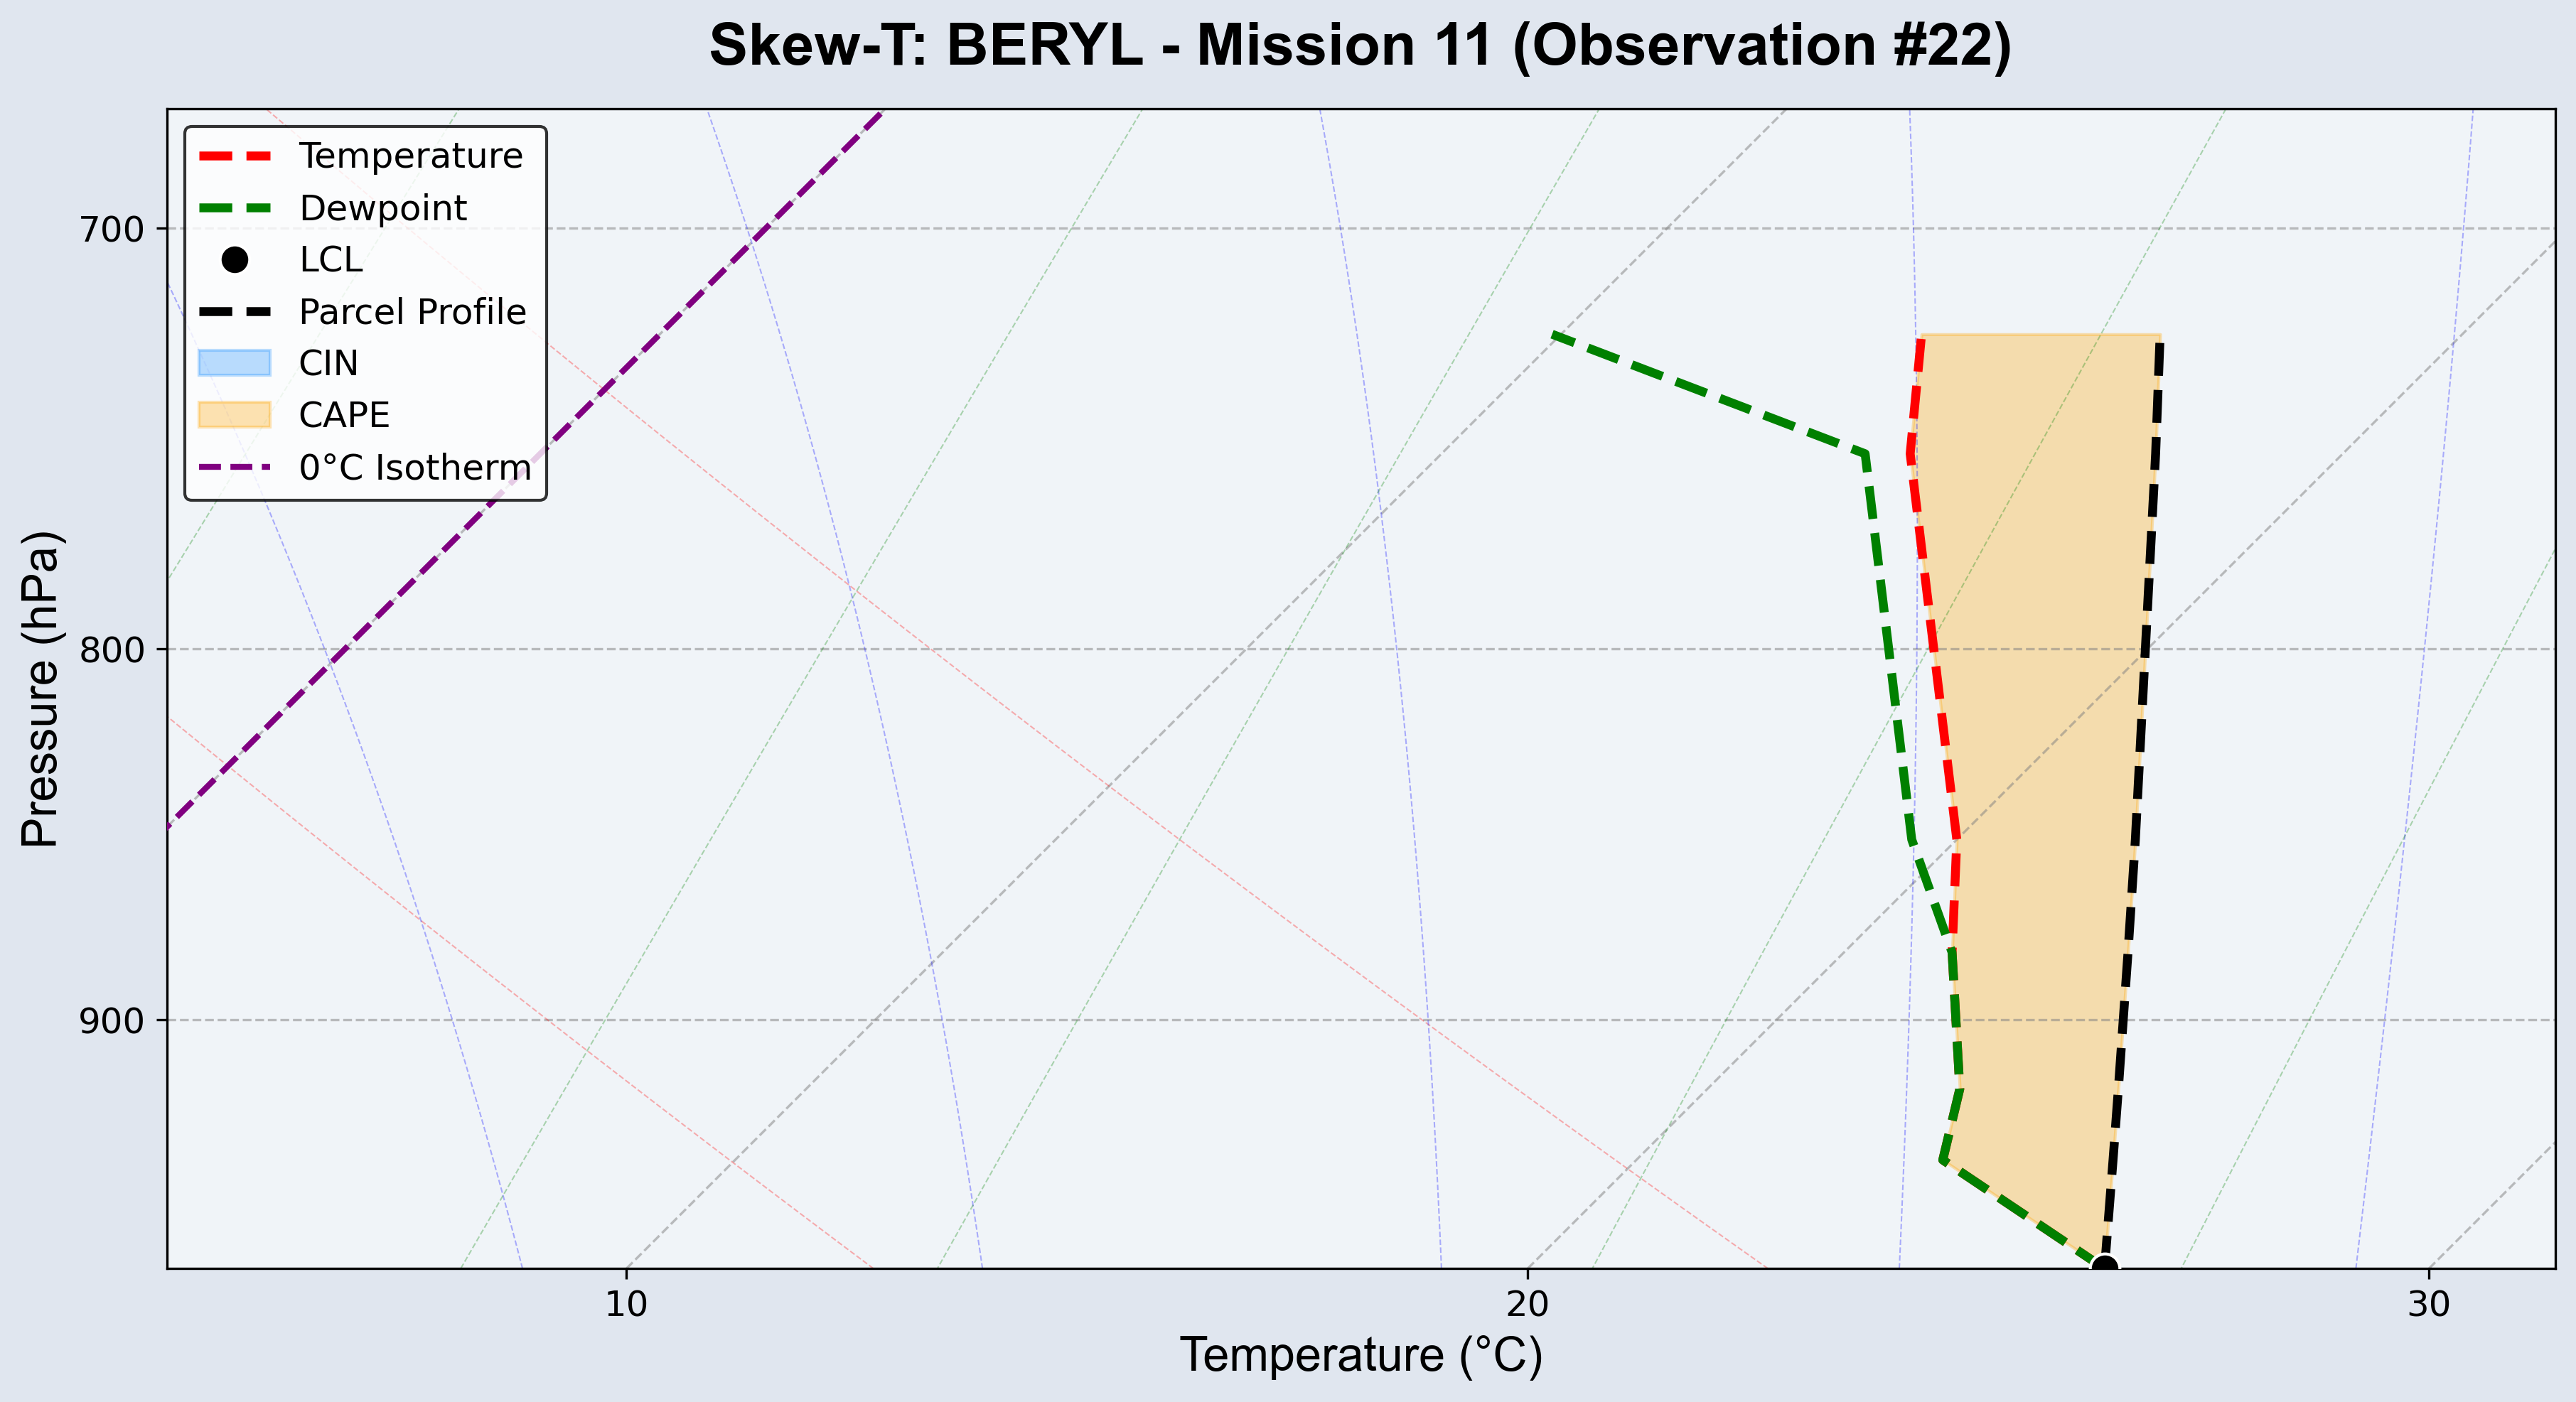 Skew-T: BERYL - Mission 11 (Observation #22)
Temperature
Dewpoint
LCL
Parcel Profile
CIN
CAPE
0°C Isotherm
Pressure (hPa)
700
800
900
10
20
30
Temperature (°C)